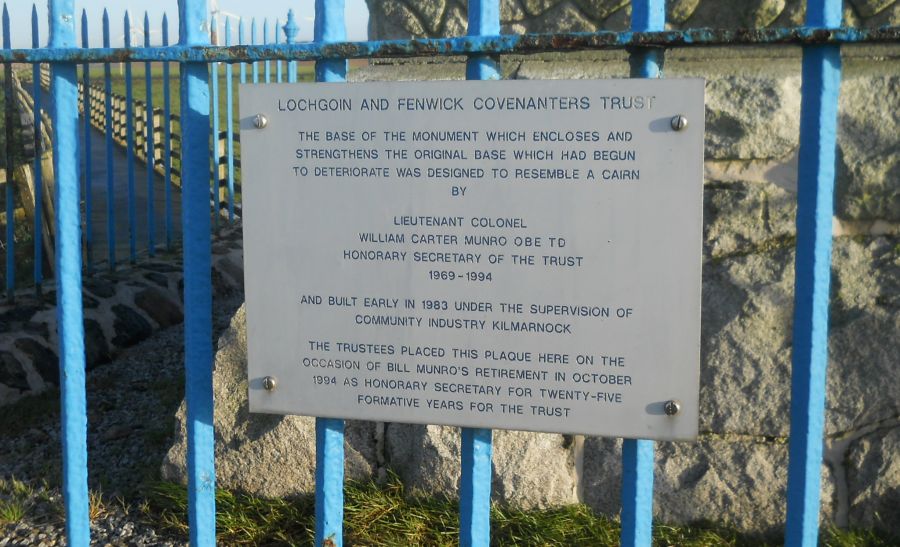 LOCHGOIN AND FENWICK COVENANTERS TRUST
THE BASE OF THE MONUMENT WHICH ENCLOSES AND
STRENGTHENS THE ORIGINAL BASE WHICH HAD BEGUN
TO DETERIORATE WAS DESIGNED TO RESEMBLE A CAIRN
BY
LIEUTENANT COLONEL
WILLIAM CARTER MUNRO OBE TD
HONORARY SECRETARY OF THE TRUST
1969-1994
AND BUILT EARLY IN 1983 UNDER THE SUPERVISION OF
COMMUNITY INDUSTRY KILMARNOCK
THE TRUSTEES PLACED THIS PLAQUE HERE ON THE
OCCASION OF BILL MUNRO'S RETIREMENT IN OCTOBER
1994 AS HONORARY SECRETARY FOR TWENTY-FIVE
FORMATIVE YEARS FOR THE TRUST